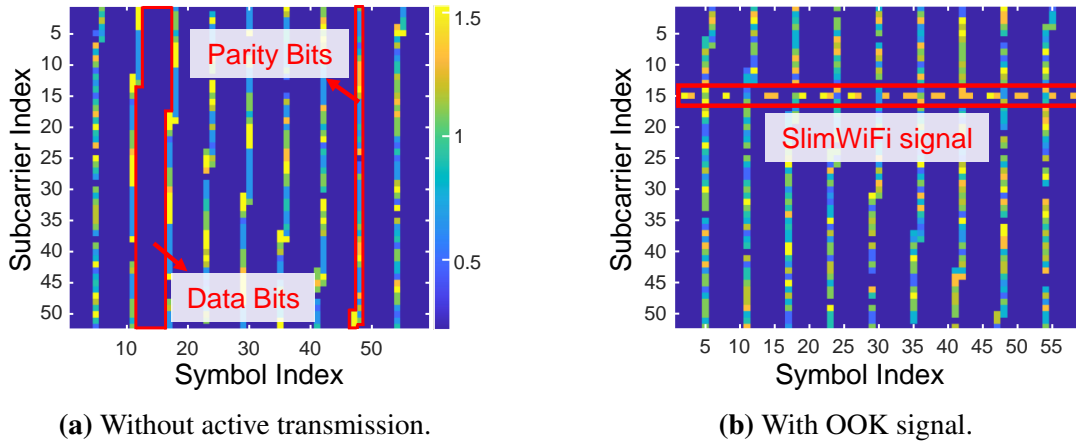 5
10
15
20
25
30
35
40
45
50
Subcarrier Index
10 20 30 40 50
Symbol Index
Parity Bits
Data Bits
1.5
1
0.5
(a) Without active transmission.
5
10
15
20
25
30
35
40
45
50
Subcarrier Index
5 10 15 20 25 30 35 40 45 50 55
Symbol Index
SlimWiFi signal
(b) With OOK signal.